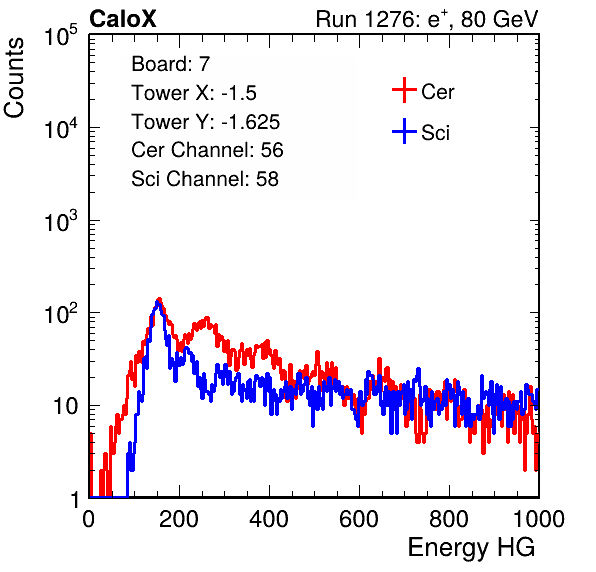 CaloX Run 1276: e⁺, 80 GeV
Counts
10⁵
10⁴
10³
10²
10
1
Board: 7
Tower X: -1.5
Tower Y: -1.625
Cer Channel: 56
Sci Channel: 58
Cer
Sci
0 200 400 600 800 1000
Energy HG